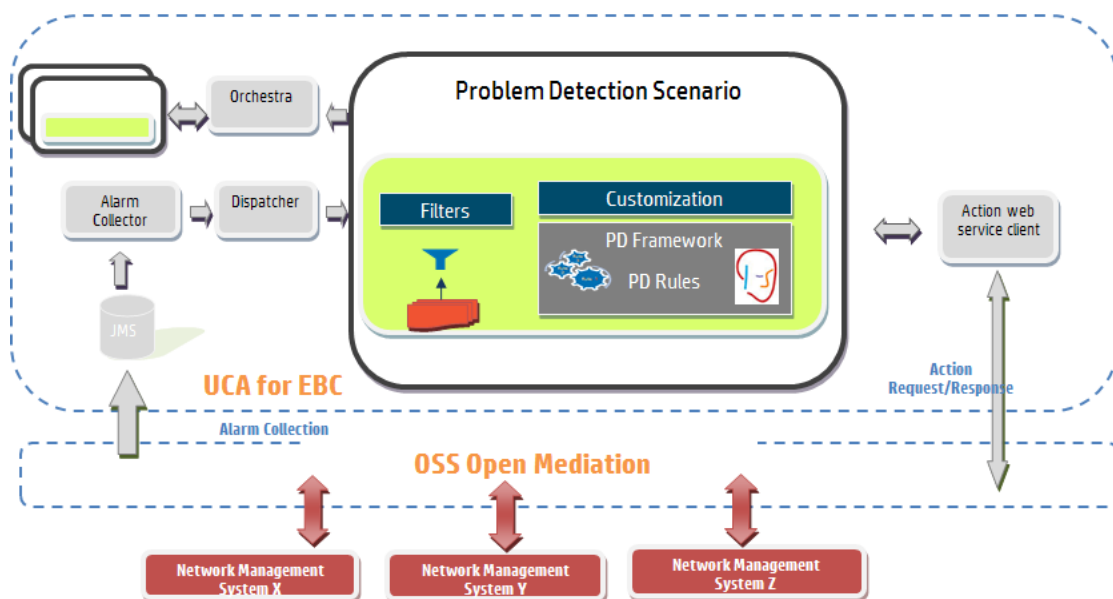 Problem Detection Scenario
Orchestra
Alarm
Collector
Dispatcher
Filters
Customization
PD Framework
PD Rules
Action web
service client
JMS
UCA for EBC
Action
Request/Response
Alarm Collection
OSS Open Mediation
Network Management
System X
Network Management
System Y
Network Management
System Z